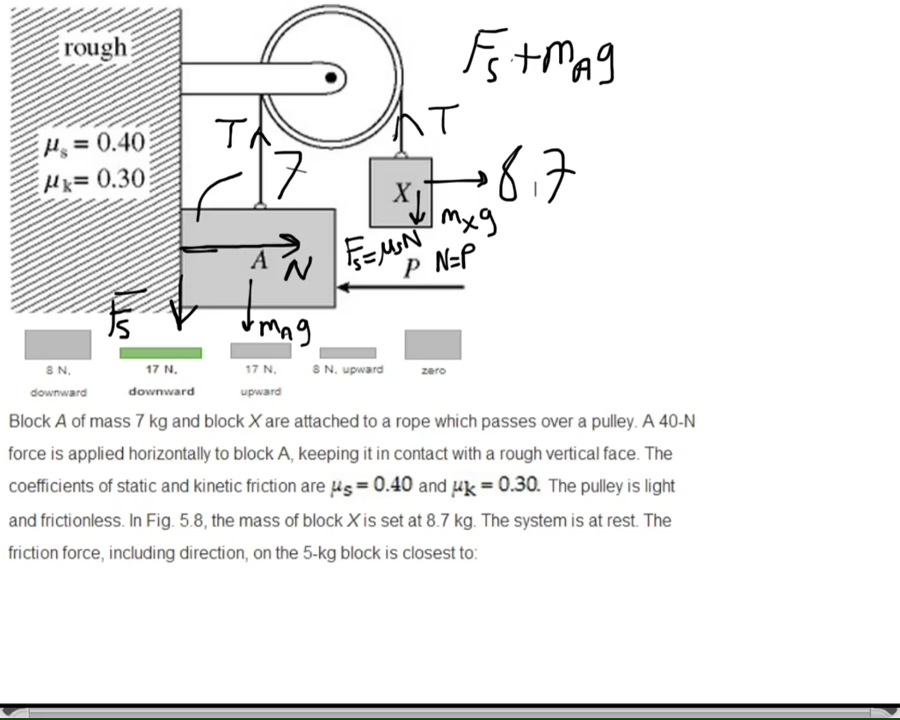 rough
μs = 0.40
μk = 0.30
T
7
T
Fs + mAg
X
8.7
mxg
A
N
Fs = μsN
N=P
P
Fs
mAg
8 N, downward
17 N, downward
17 N, upward
8 N, upward
zero
Block A of mass 7 kg and block X are attached to a rope which passes over a pulley. A 40-N
force is applied horizontally to block A, keeping it in contact with a rough vertical face. The
coefficients of static and kinetic friction are μs = 0.40 and μk = 0.30. The pulley is light
and frictionless. In Fig. 5.8, the mass of block X is set at 8.7 kg. The system is at rest. The
friction force, including direction, on the 5-kg block is closest to: